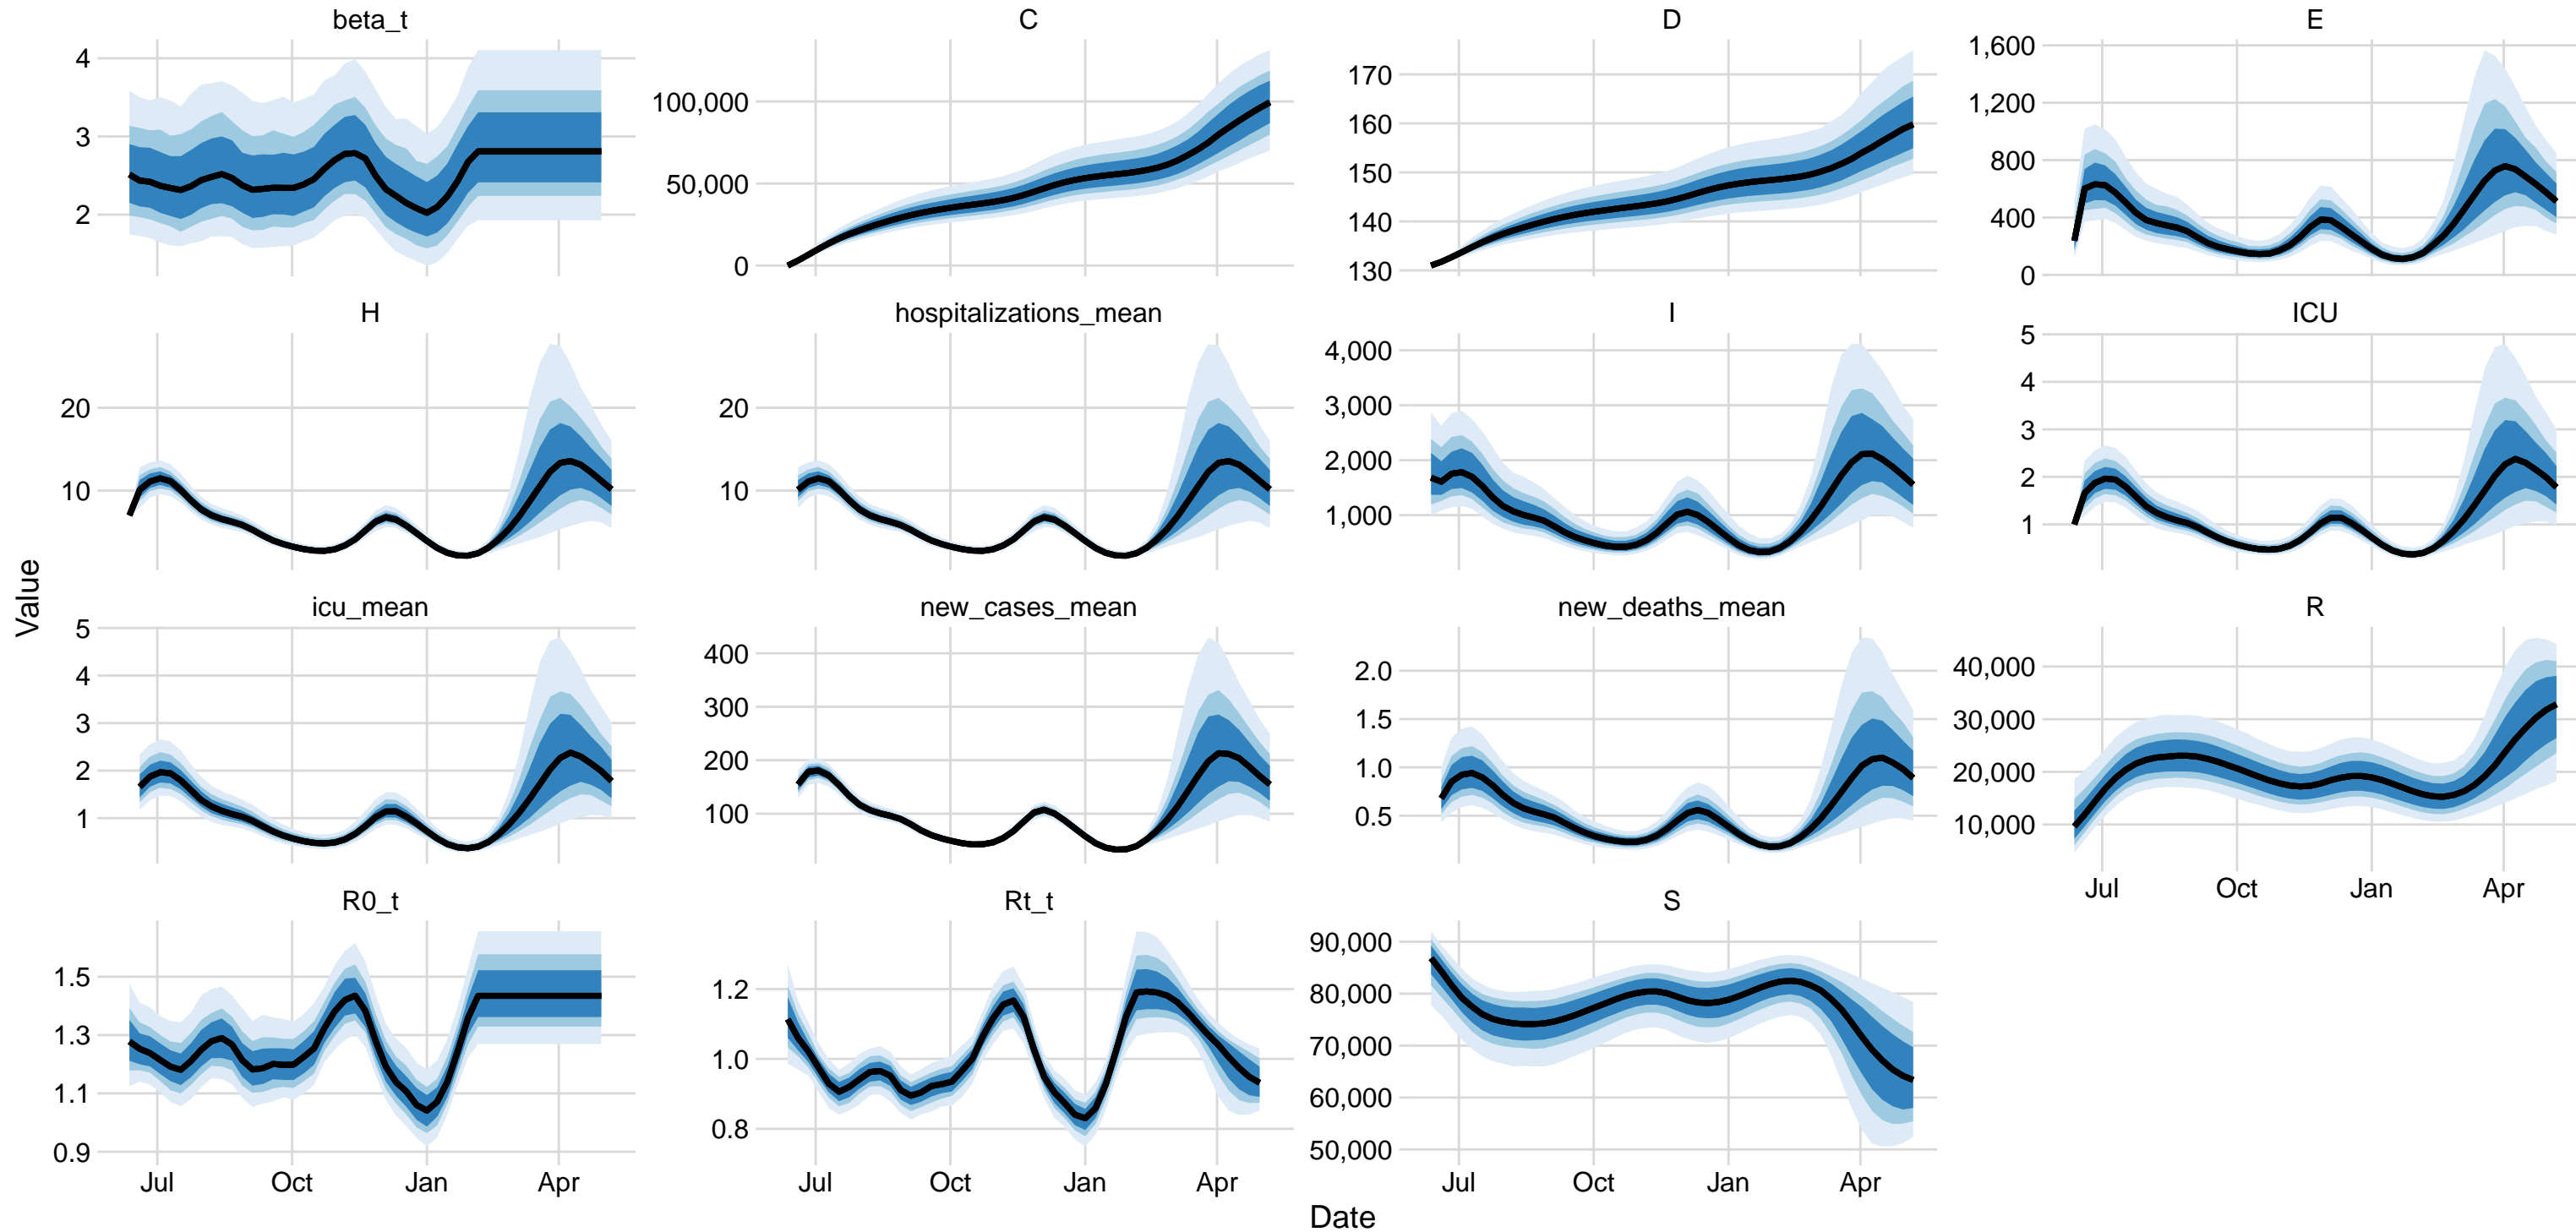 beta_t
C
D
E
4
3
2
100,000
50,000
0
170
160
150
140
130
1,600
1,200
800
400
0
H
hospitalizations_mean
I
ICU
20
10
20
10
4,000
3,000
2,000
1,000
5
4
3
2
1
Value
icu_mean
new_cases_mean
new_deaths_mean
R
5
4
3
2
1
400
300
200
100
2.0
1.5
1.0
0.5
40,000
30,000
20,000
10,000
Jul Oct Jan Apr
R0_t
Rt_t
S
1.5
1.3
1.1
0.9
1.2
1.0
0.8
90,000
80,000
70,000
60,000
50,000
Jul Oct Jan Apr
Jul Oct Jan Apr
Jul Oct Jan Apr
Date